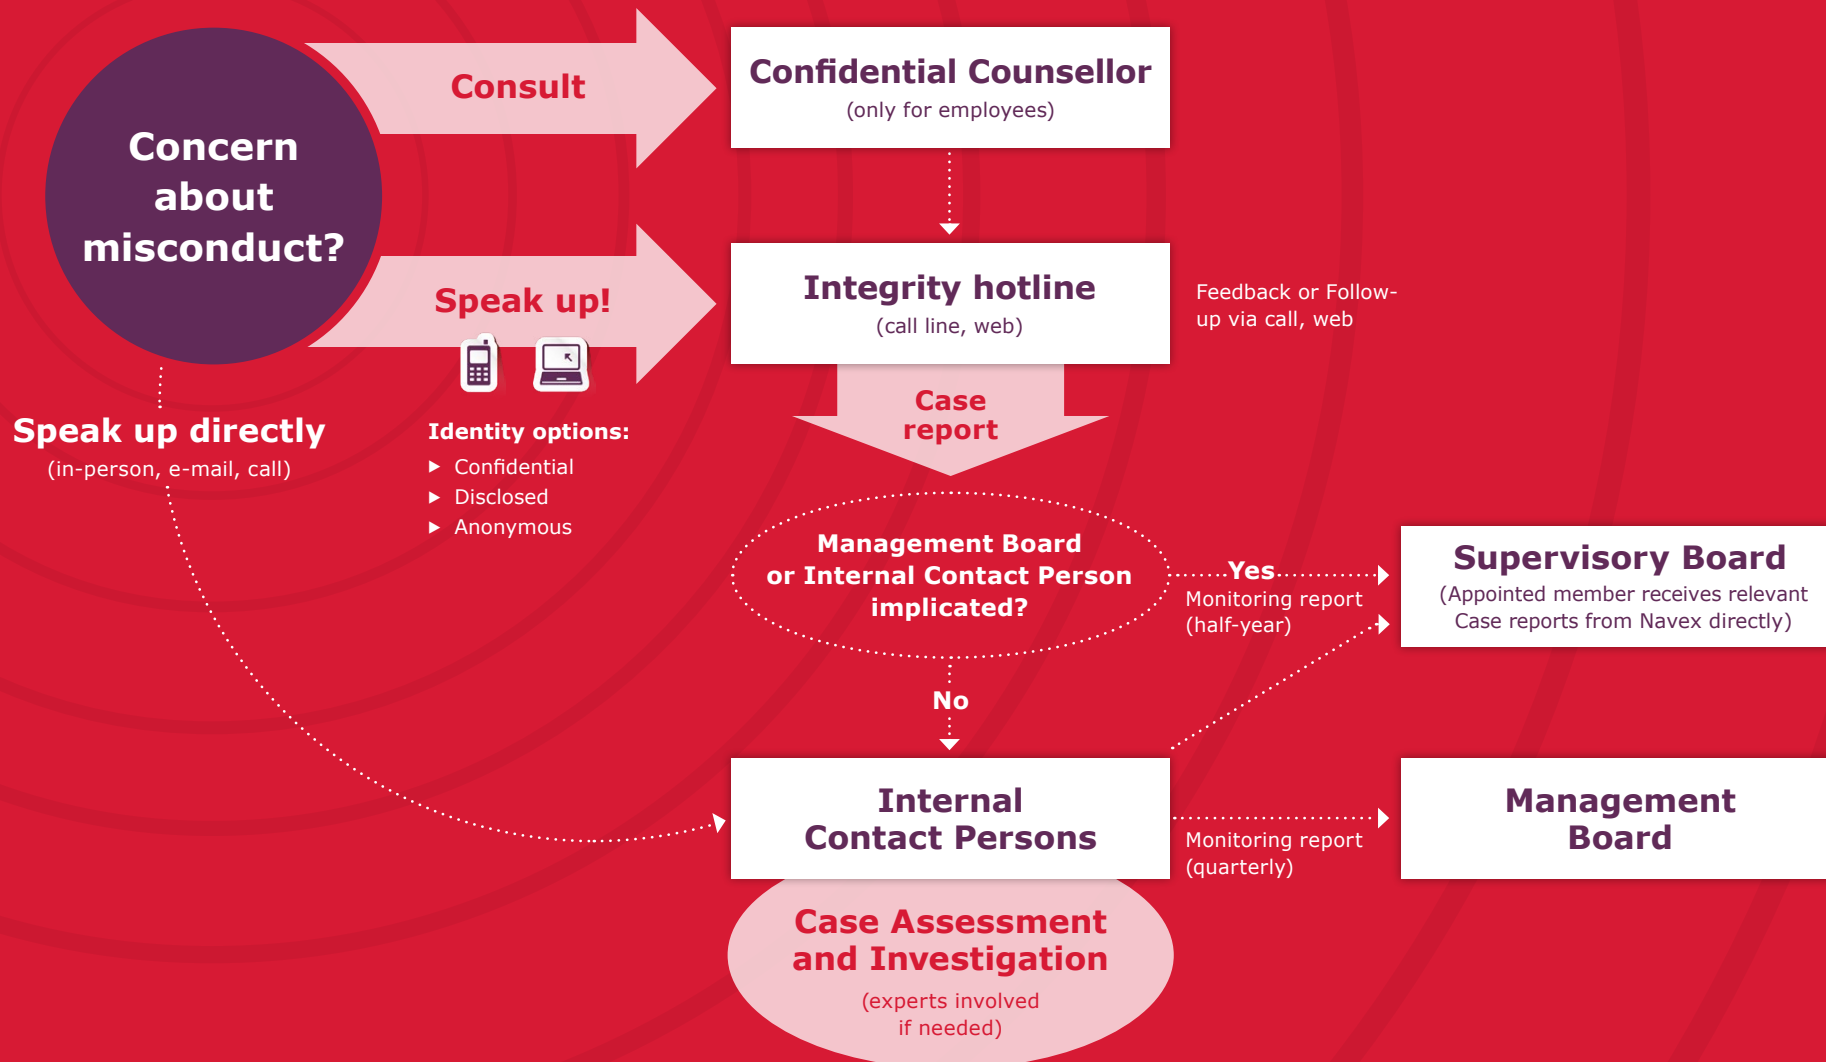 Concern
about
misconduct?
Consult
Confidential Counsellor
(only for employees)
Speak up!
Integrity hotline
(call line, web)
Feedback or Follow-
up via call, web
Case
report
Speak up directly
(in-person, e-mail, call)
Identity options:
Confidential
Disclosed
Anonymous
Management Board
or Internal Contact Person
implicated?
Yes
Monitoring report
(half-year)
Supervisory Board
(Appointed member receives relevant
Case reports from Navex directly)
No
Internal
Contact Persons
Monitoring report
(quarterly)
Management
Board
Case Assessment
and Investigation
(experts involved
if needed)